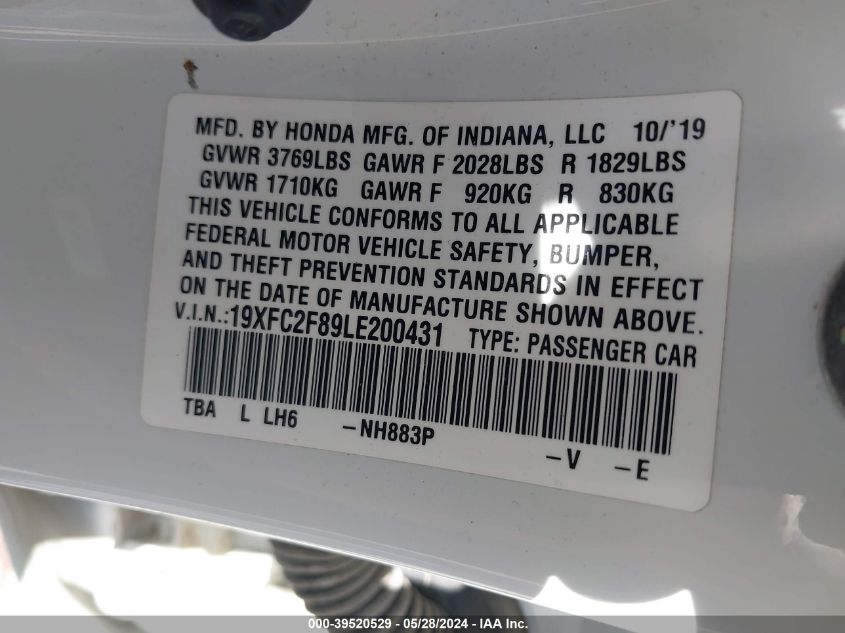 MFD. BY HONDA MFG. OF INDIANA, LLC 10/'19
GVWR 3769LBS GAWR F 2028LBS R 1829LBS
GVWR 1710KG GAWR F 920KG R 830KG
THIS VEHICLE CONFORMS TO ALL APPLICABLE
FEDERAL MOTOR VEHICLE SAFETY, BUMPER,
AND THEFT PREVENTION STANDARDS IN EFFECT
ON THE DATE OF MANUFACTURE SHOWN ABOVE.
V.I.N.:19XFC2F89LE200431 TYPE: PASSENGER CAR
TBA L LH6 -NH883P -V -E
000-39520529 - 05/28/2024 - IAA Inc.